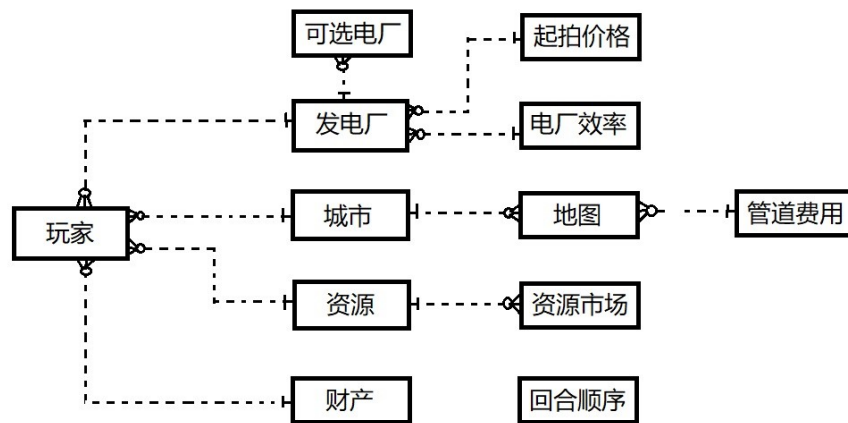 可选电厂
起拍价格
发电厂
电厂效率
玩家
城市
地图
管道费用
资源
资源市场
财产
回合顺序